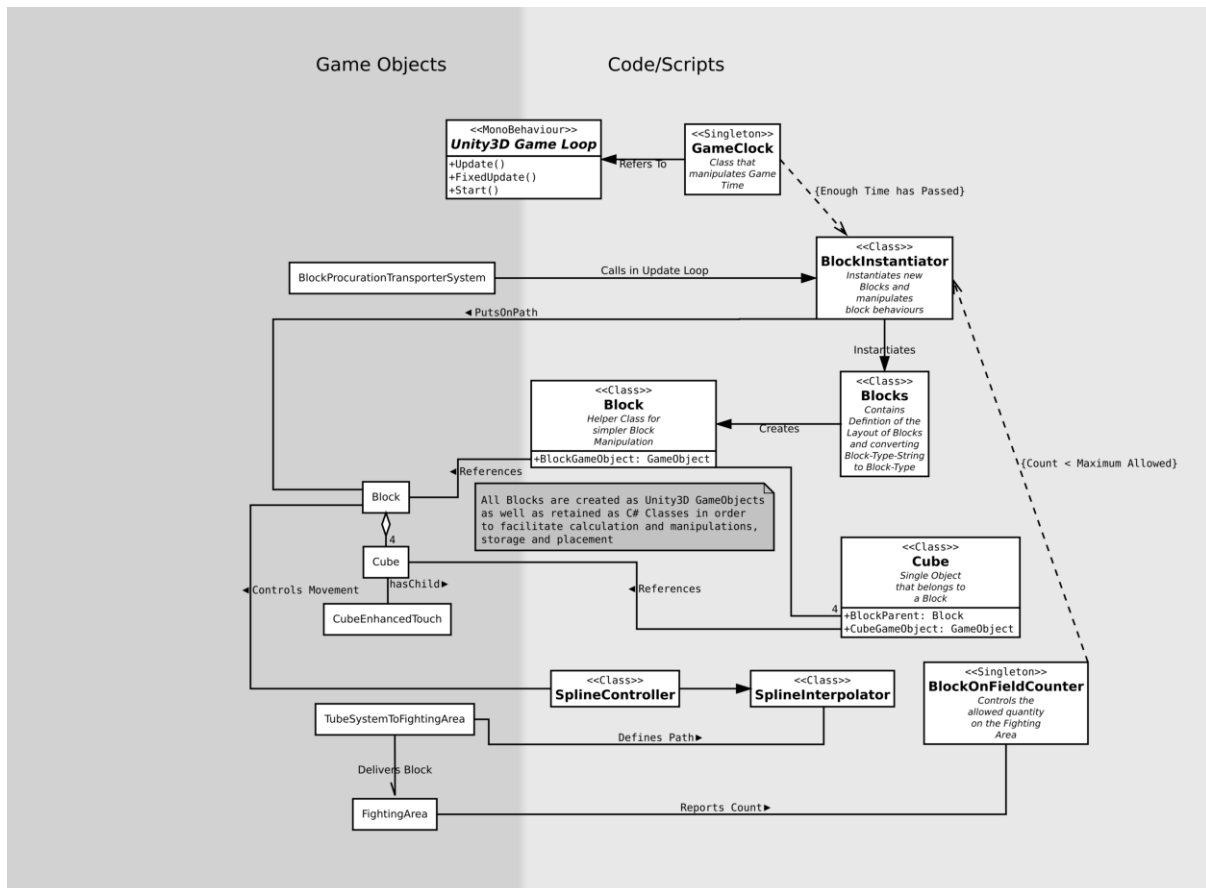 Game Objects
Code/Scripts
<<MonoBehaviour>>
Unity3D Game Loop
+Update()
+FixedUpdate()
+Start()
Refers To
<<Singleton>>
GameClock
Class that
manipulates Game
Time
{Enough Time has Passed}
<<Class>>
BlockInstantiator
Instantiates new
Blocks and
manipulates
block behaviours
BlockProcurationTransporterSystem
Calls in Update Loop
◄ PutsOnPath
Instantiates
<<Class>>
Block
Helper Class for
simpler Block
Manipulation
+BlockGameObject: GameObject
Creates
<<Class>>
Blocks
Contains
Defintion of the
Layout of Blocks
and converting
Block-Type-String
to Block-Type
{Count < Maximum Allowed}
◄ References
Block
All Blocks are created as Unity3D GameObjects
as well as retained as C# Classes in order
to facilitate calculation and manipulations,
storage and placement
4
Cube
hasChild►
◄ Controls Movement
◄ References
CubeEnhancedTouch
<<Class>>
Cube
Single Object
that belongs to
a Block
4
+BlockParent: Block
+CubeGameObject: GameObject
<<Class>>
SplineController
<<Class>>
SplineInterpolator
<<Singleton>>
BlockOnFieldCounter
Controls the
allowed quantity
on the Fighting
Area
TubeSystemToFightingArea
Defines Path►
Delivers Block
FightingArea
Reports Count►